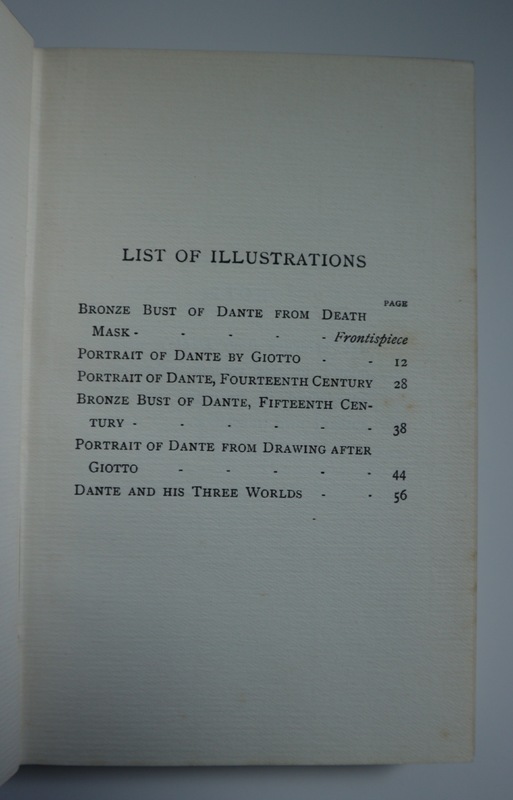 LIST OF ILLUSTRATIONS
PAGE
BRONZE BUST OF DANTE FROM DEATH
MASK - - - - - Frontispiece
PORTRAIT OF DANTE BY GIOTTO - - 12
PORTRAIT OF DANTE, FOURTEENTH CENTURY 28
BRONZE BUST OF DANTE, FIFTEENTH CEN-
TURY - - - - - - 38
PORTRAIT OF DANTE FROM DRAWING AFTER
GIOTTO - - - - - 44
DANTE AND HIS THREE WORLDS - - 56